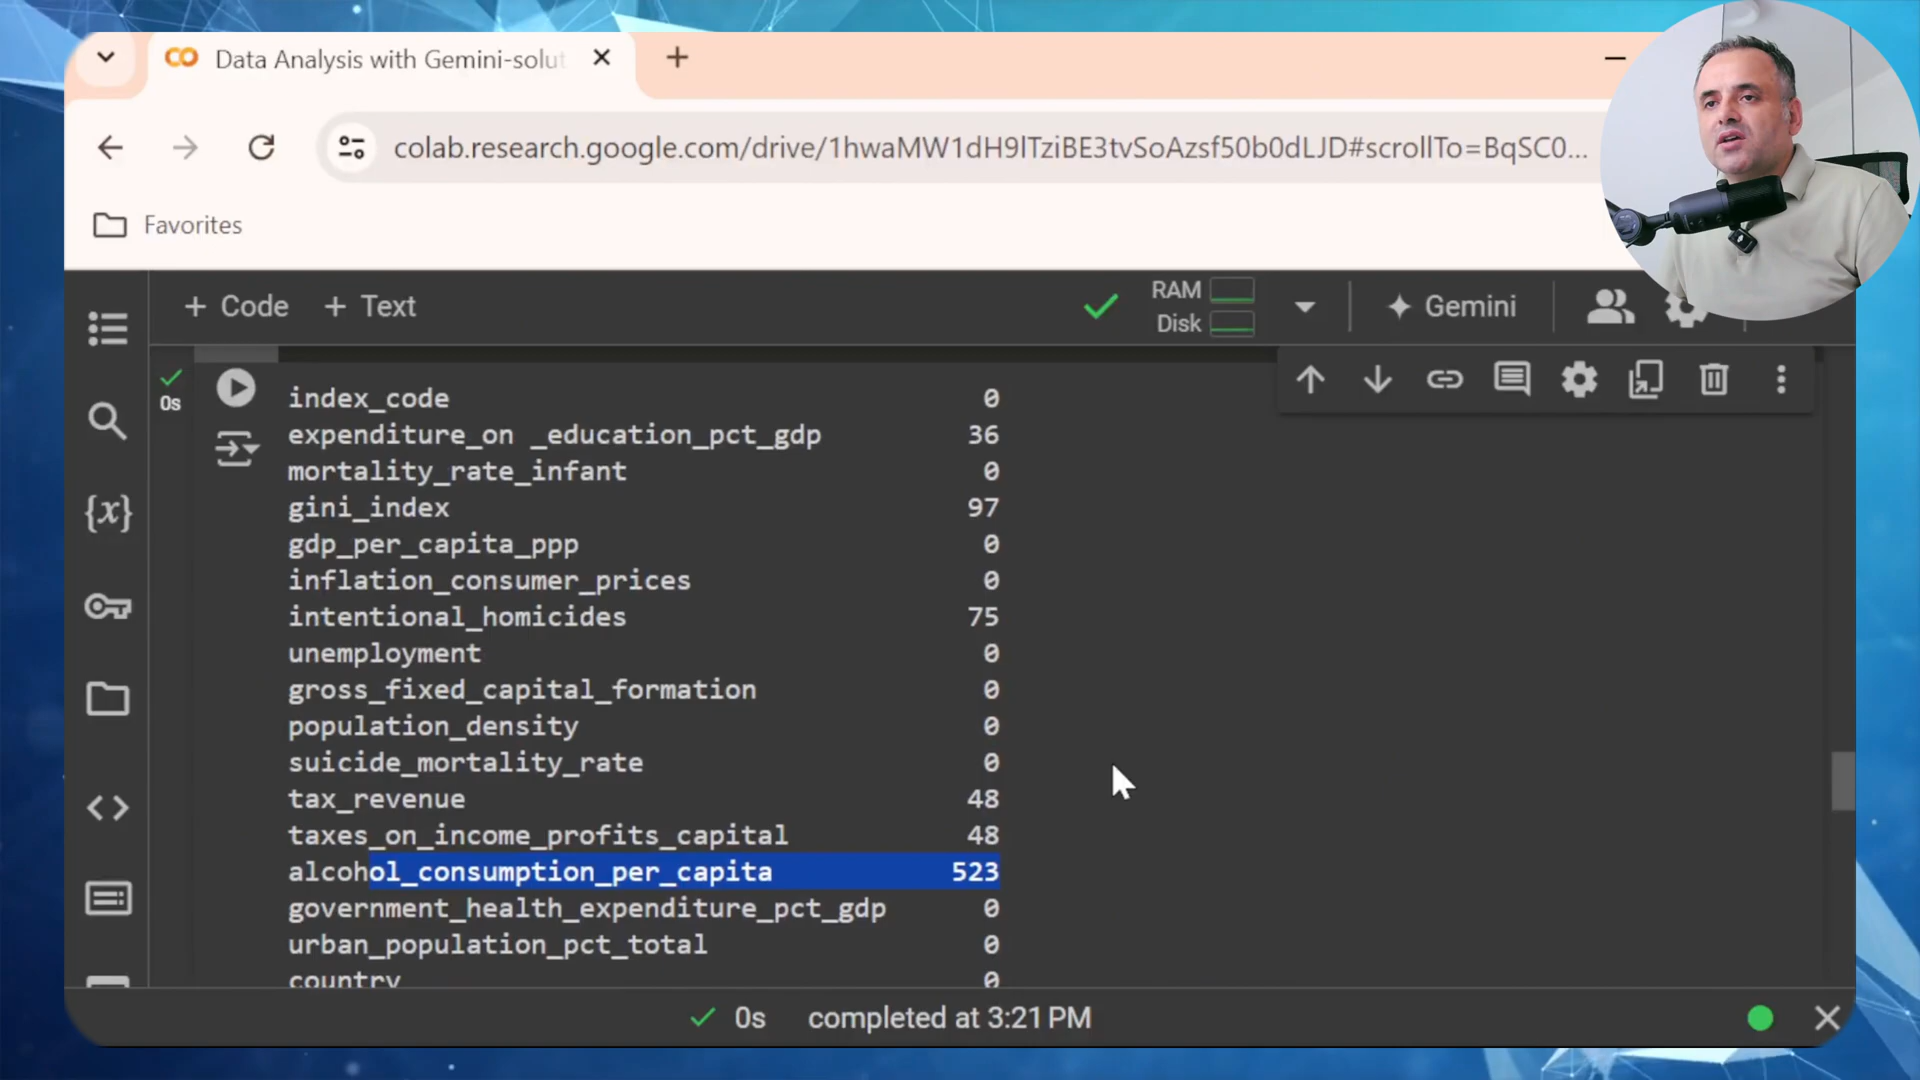 Data Analysis with Gemini-solut
colab.research.google.com/drive/1hwaMW1dH9lTziBE3tvSoAzsf50b0dLJD#scrollTo=BqSC0...
Favorites
+ Code + Text
RAM
Disk
Gemini
0s
index_code 0
expenditure_on _education_pct_gdp 36
mortality_rate_infant 0
gini_index 97
gdp_per_capita_ppp 0
inflation_consumer_prices 0
intentional_homicides 75
unemployment 0
gross_fixed_capital_formation 0
population_density 0
suicide_mortality_rate 0
tax_revenue 48
taxes_on_income_profits_capital 48
alcohol_consumption_per_capita 523
government_health_expenditure_pct_gdp 0
urban_population_pct_total 0
country 0
0s completed at 3:21 PM